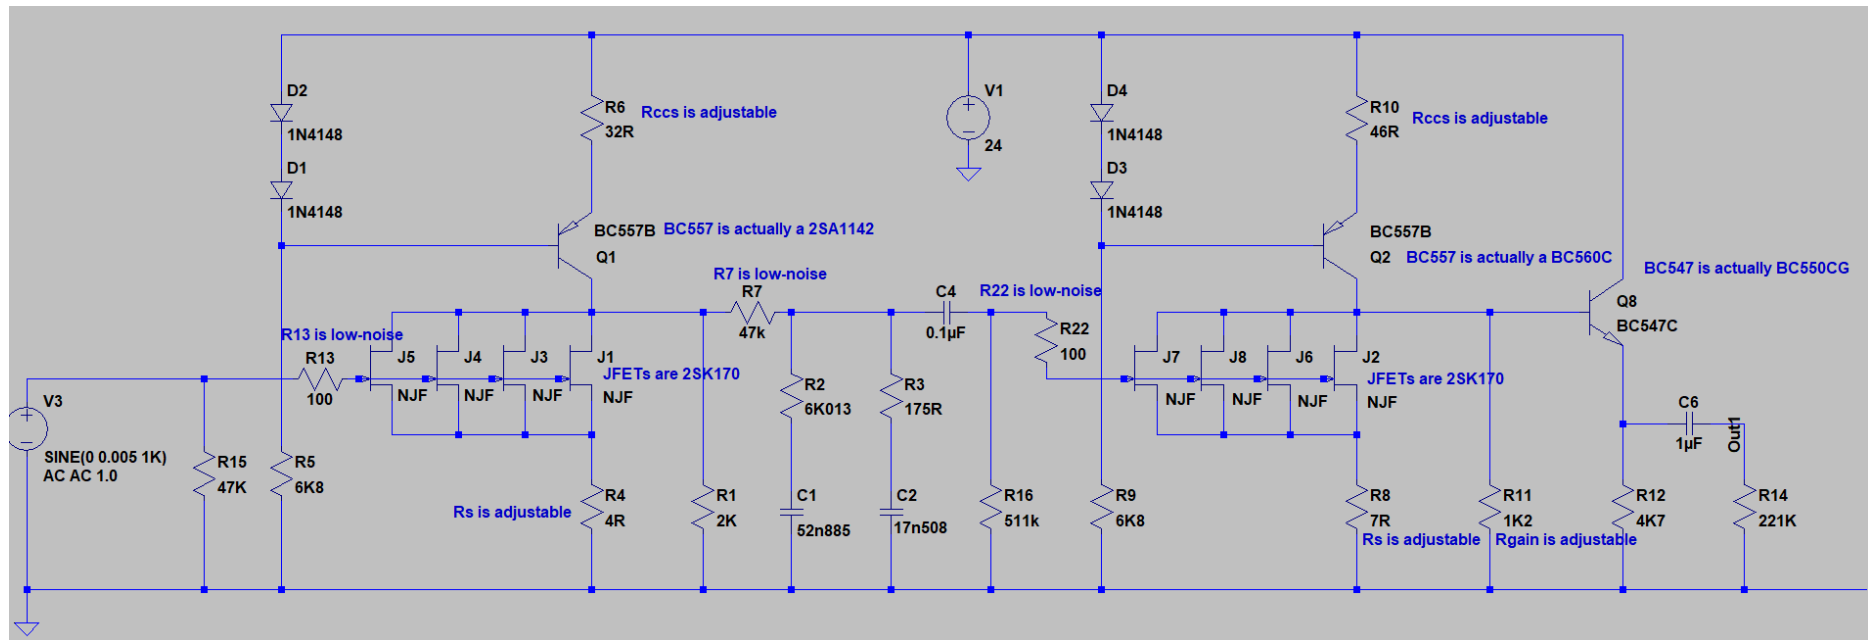 D2
1N4148
D1
1N4148
R6
32R
Rccs is adjustable
V1
24
D4
1N4148
D3
1N4148
R10
46R
Rccs is adjustable
BC557B
BC557 is actually a 2SA1142
Q1
BC557B
Q2
BC557 is actually a BC560C
BC547 is actually BC550CG
Q8
BC547C
R7 is low-noise
R7
47k
C4
0.1µF
R22 is low-noise
R22
100
R13 is low-noise
R13
100
J5
NJF
J4
NJF
J3
NJF
J1
JFETs are 2SK170
NJF
R2
6K013
R3
175R
J7
NJF
J8
NJF
J6
NJF
J2
JFETs are 2SK170
NJF
V3
SINE(0 0.005 1K)
AC AC 1.0
R15
47K
R5
6K8
Rs is adjustable
R4
4R
R1
2K
C1
52n885
C2
17n508
R16
511k
R9
6K8
R8
7R
Rs is adjustable
R11
1K2
Rgain is adjustable
C6
1µF
Out1
R12
4K7
R14
221K